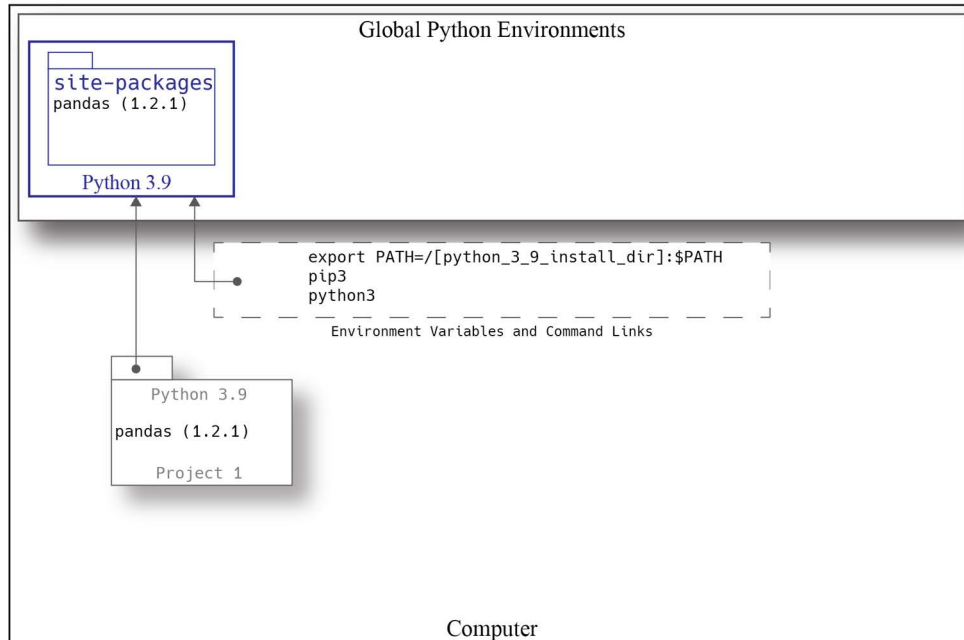 Global Python Environments
site-packages
pandas (1.2.1)
Python 3.9
export PATH=/[python_3_9_install_dir]:$PATH
pip3
python3
Environment Variables and Command Links
Python 3.9
pandas (1.2.1)
Project 1
Computer